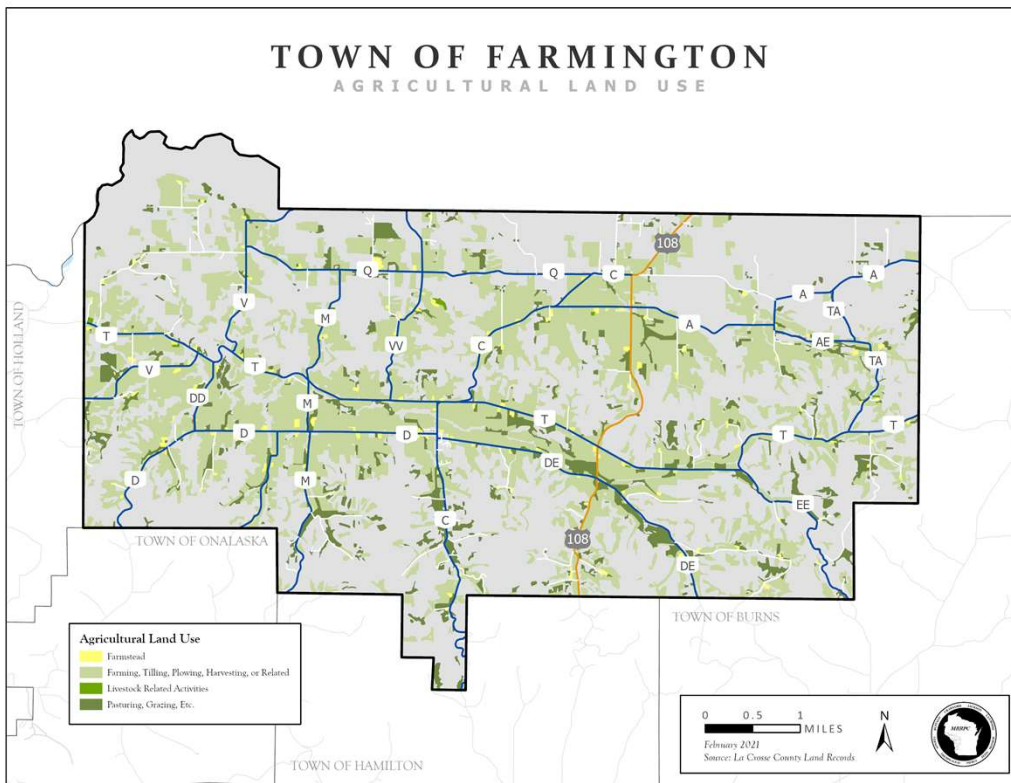 TOWN OF FARMINGTON
AGRICULTURAL LAND USE
108
Q
Q
C
A
A
V
M
TA
T
VV
C
A
AE
V
T
TA
DD
M
T
T
T
D
D
DE
D
M
EE
C
108
DE
TOWN OF HOLLAND
TOWN OF ONALASKA
TOWN OF BURNS
TOWN OF HAMILTON
Agricultural Land Use
Farmstead
Farming, Tilling, Plowing, Harvesting, or Related
Livestock Related Activities
Pasturing, Grazing, Etc.
0 0.5 1
MILES
N
February 2021
Source: La Crosse County Land Records
MRRPC